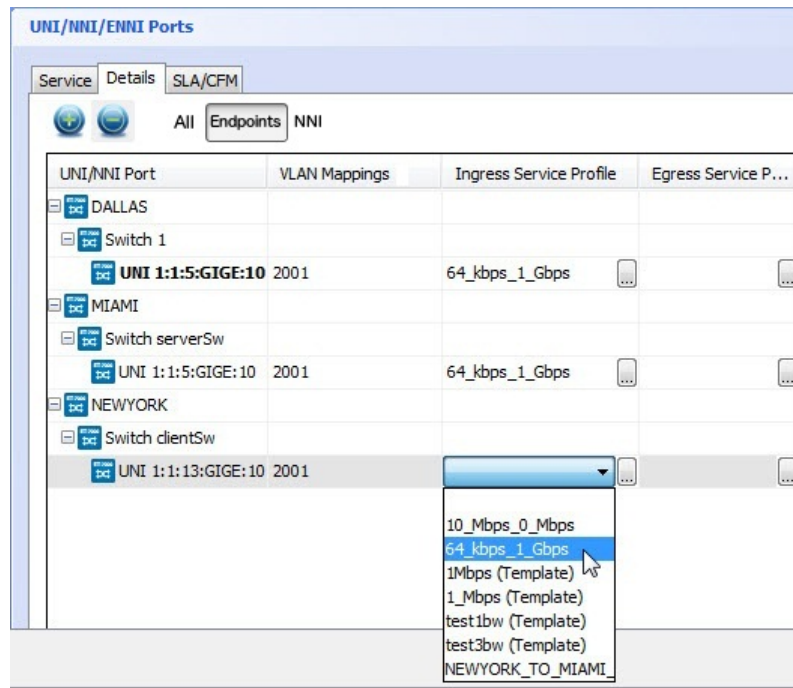 UNI/NNI/ENNI Ports
Service Details SLA/CFM
All Endpoints NNI
UNI/NNI Port VLAN Mappings Ingress Service Profile Egress Service P...
DALLAS
Switch 1
UNI 1:1:5:GIGE:10 2001 64_kbps_1_Gbps ... ...
MIAMI
Switch serverSw
UNI 1:1:5:GIGE:10 2001 64_kbps_1_Gbps ... ...
NEWYORK
Switch clientSw
UNI 1:1:13:GIGE:10 2001 ... ...
10_Mbps_0_Mbps
64_kbps_1_Gbps
1Mbps (Template)
1_Mbps (Template)
test1bw (Template)
test3bw (Template)
NEWYORK_TO_MIAMI_